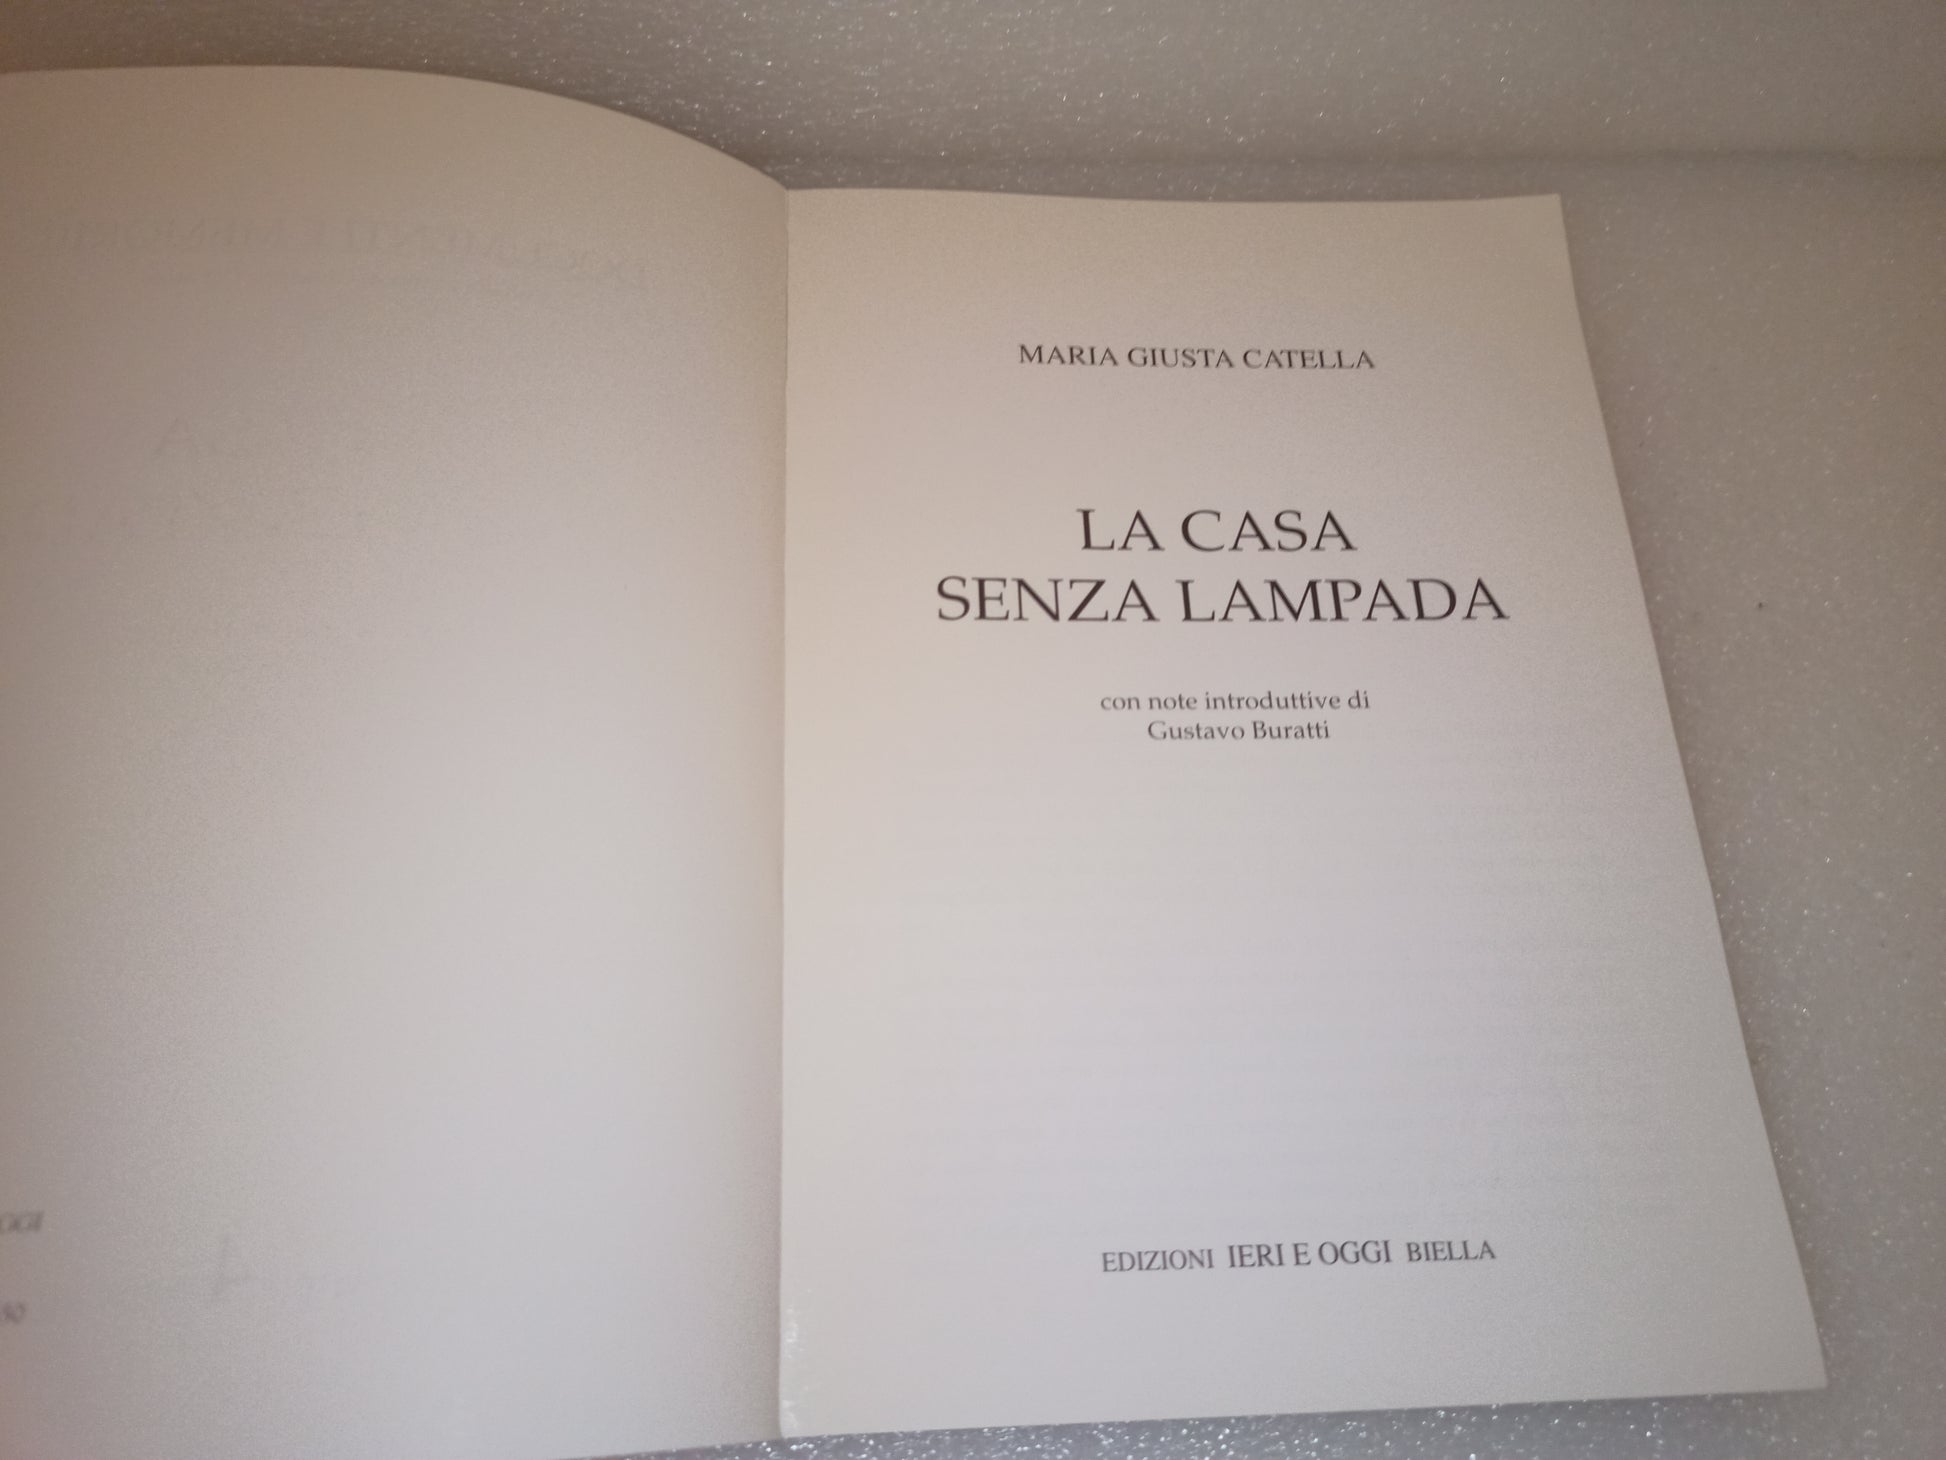 MARIA GIUSTA CATELLA
LA CASA
SENZA LAMPADA
con note introduttive di
Gustavo Buratti
EDIZIONI IERI E OGGI BIELLA